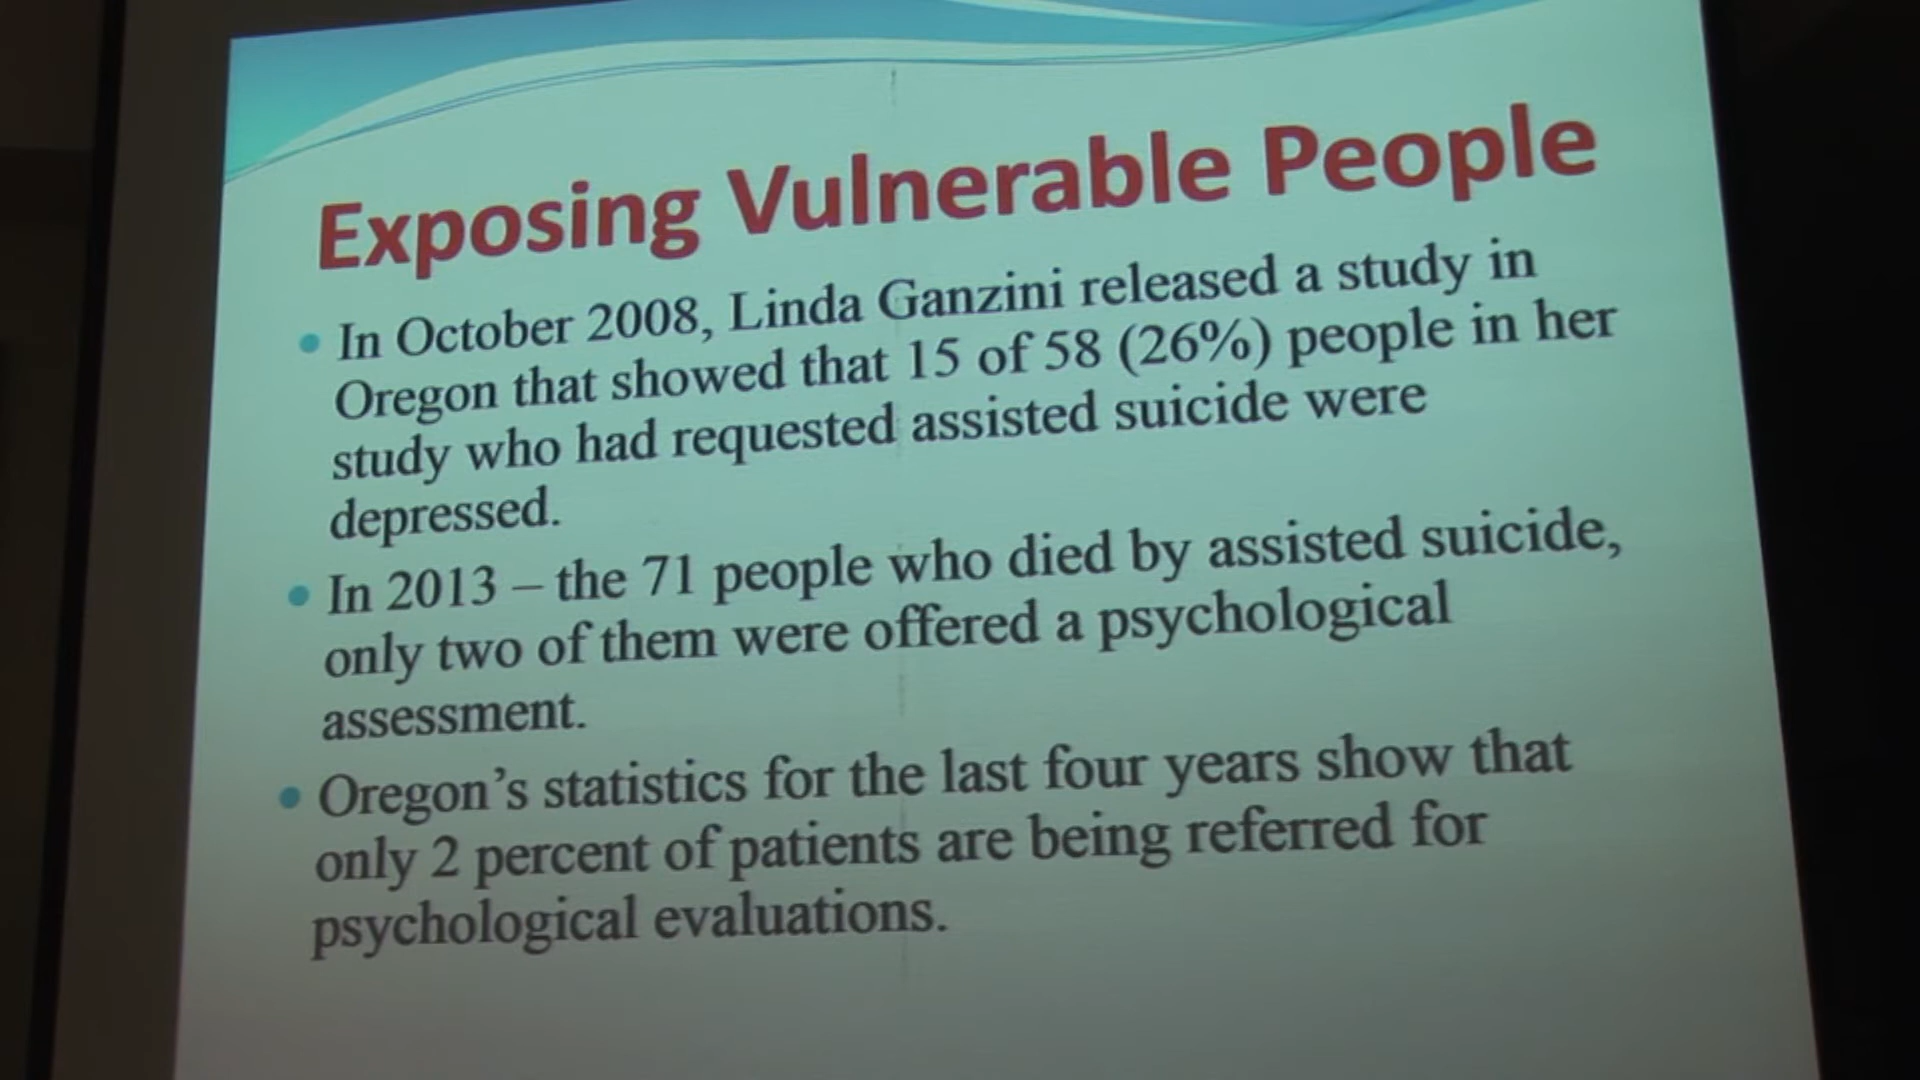 Exposing Vulnerable People
• In October 2008, Linda Ganzini released a study in
Oregon that showed that 15 of 58 (26%) people in her
study who had requested assisted suicide were
depressed.
• In 2013 – the 71 people who died by assisted suicide,
only two of them were offered a psychological
assessment.
• Oregon's statistics for the last four years show that
only 2 percent of patients are being referred for
psychological evaluations.